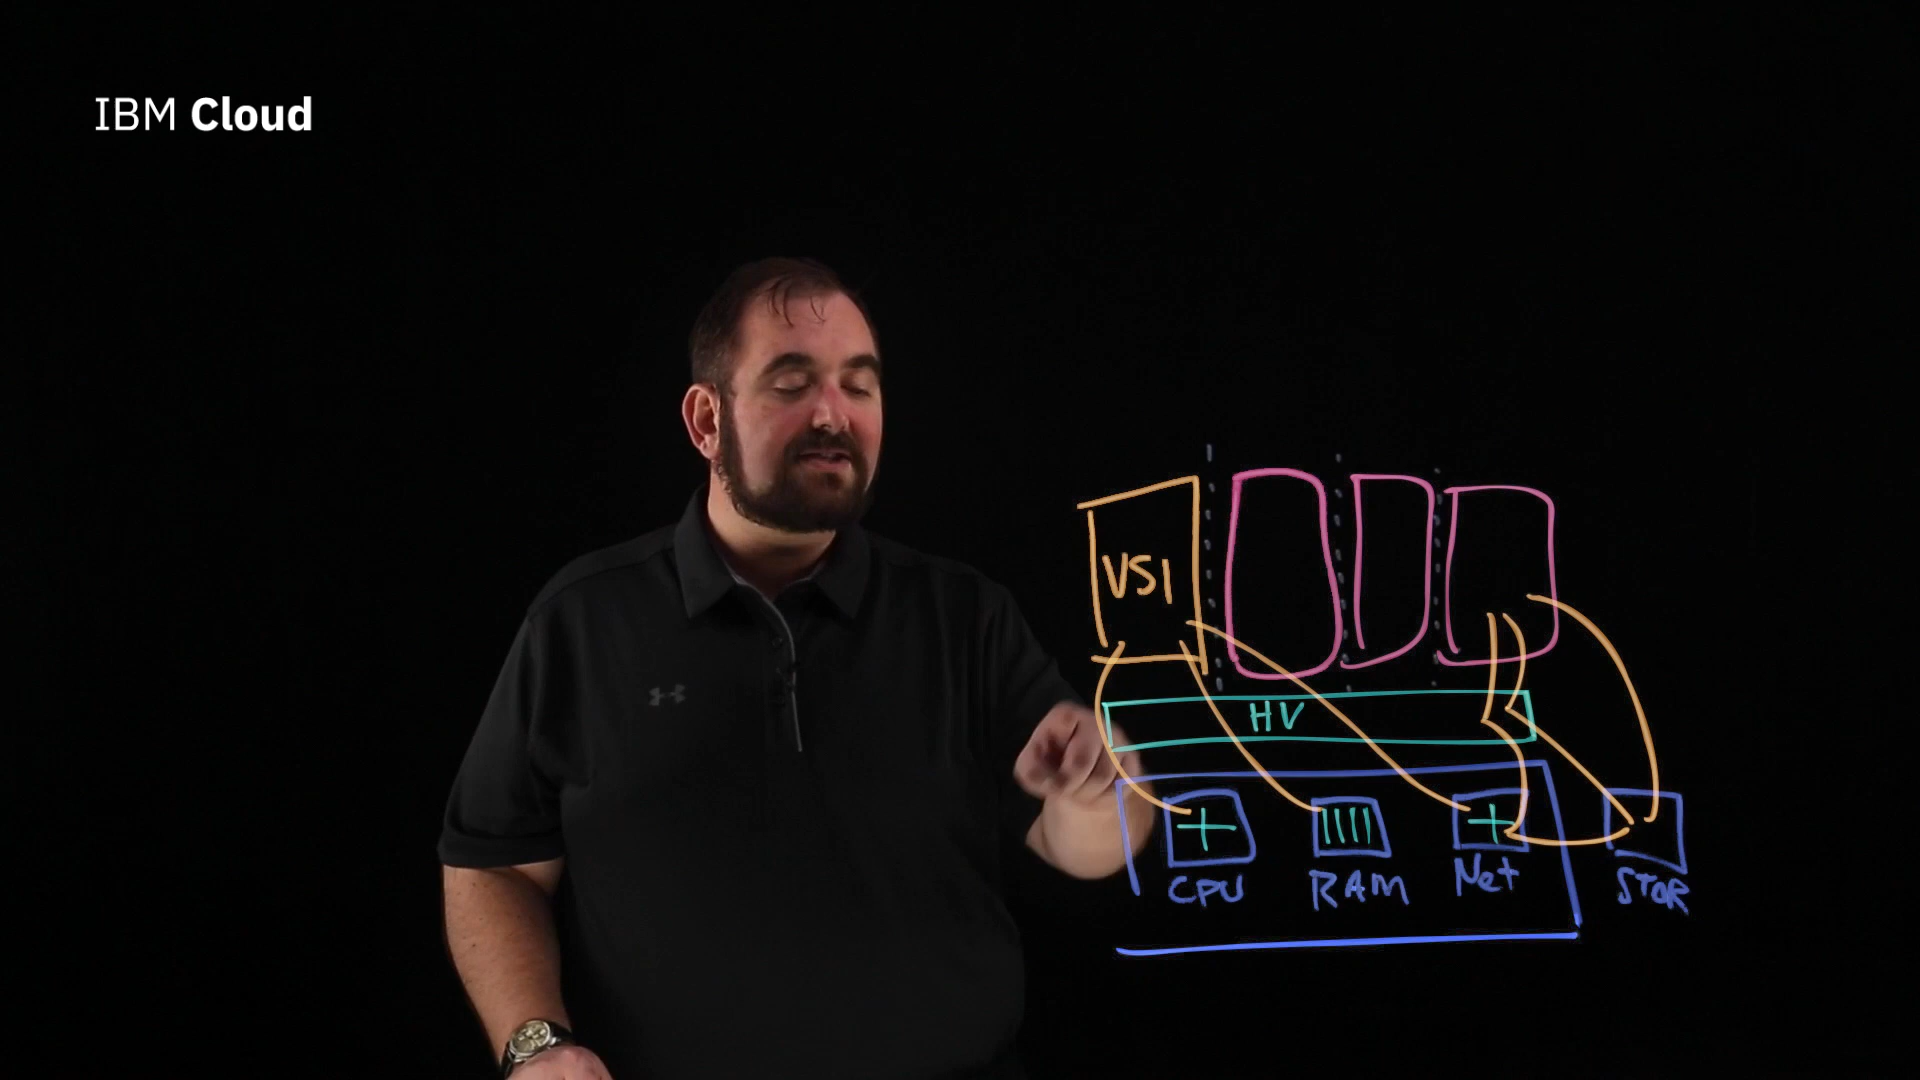 IBM Cloud
VSI
HV
CPU
RAM
Net
STOR